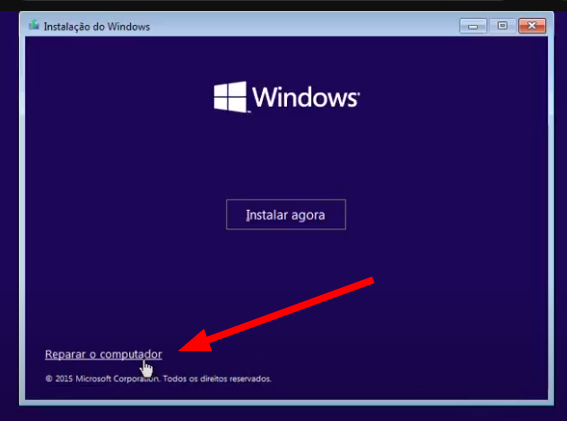 Instalação do Windows
Windows
Instalar agora
Reparar o computador
© 2015 Microsoft Corporation. Todos os direitos reservados.